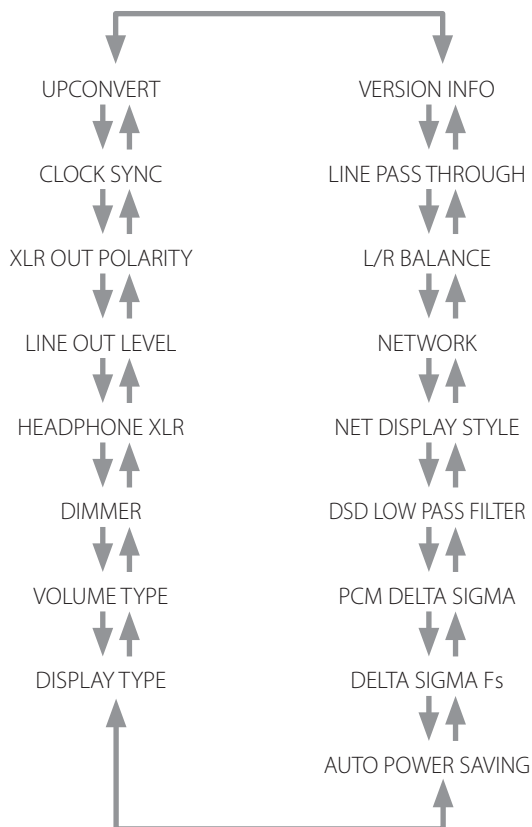 UPCONVERT
CLOCK SYNC
XLR OUT POLARITY
LINE OUT LEVEL
HEADPHONE XLR
DIMMER
VOLUME TYPE
DISPLAY TYPE
VERSION INFO
LINE PASS THROUGH
L/R BALANCE
NETWORK
NET DISPLAY STYLE
DSD LOW PASS FILTER
PCM DELTA SIGMA
DELTA SIGMA Fs
AUTO POWER SAVING